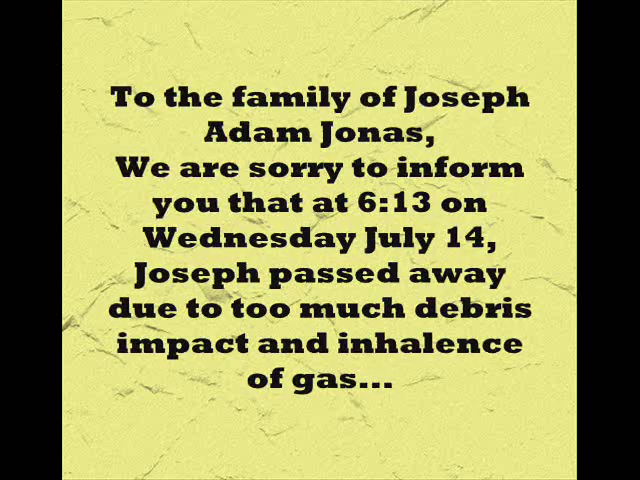 To the family of Joseph
Adam Jonas,
We are sorry to inform
you that at 6:13 on
Wednesday July 14,
Joseph passed away
due to too much debris
impact and inhalence
of gas...